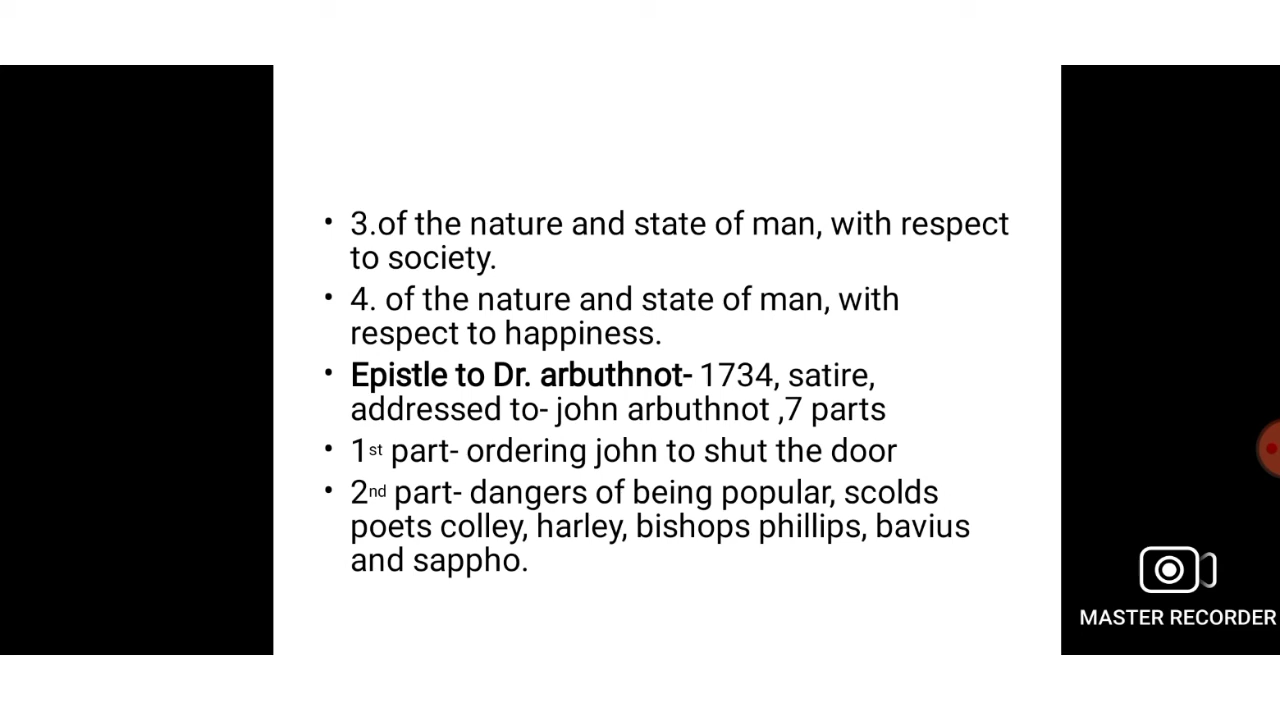 • 3.of the nature and state of man, with respect
to society.
• 4. of the nature and state of man, with
respect to happiness.
• Epistle to Dr. arbuthnot- 1734, satire,
addressed to- john arbuthnot ,7 parts
• 1st part- ordering john to shut the door
• 2nd part- dangers of being popular, scolds
poets colley, harley, bishops phillips, bavius
and sappho.
MASTER RECORDER